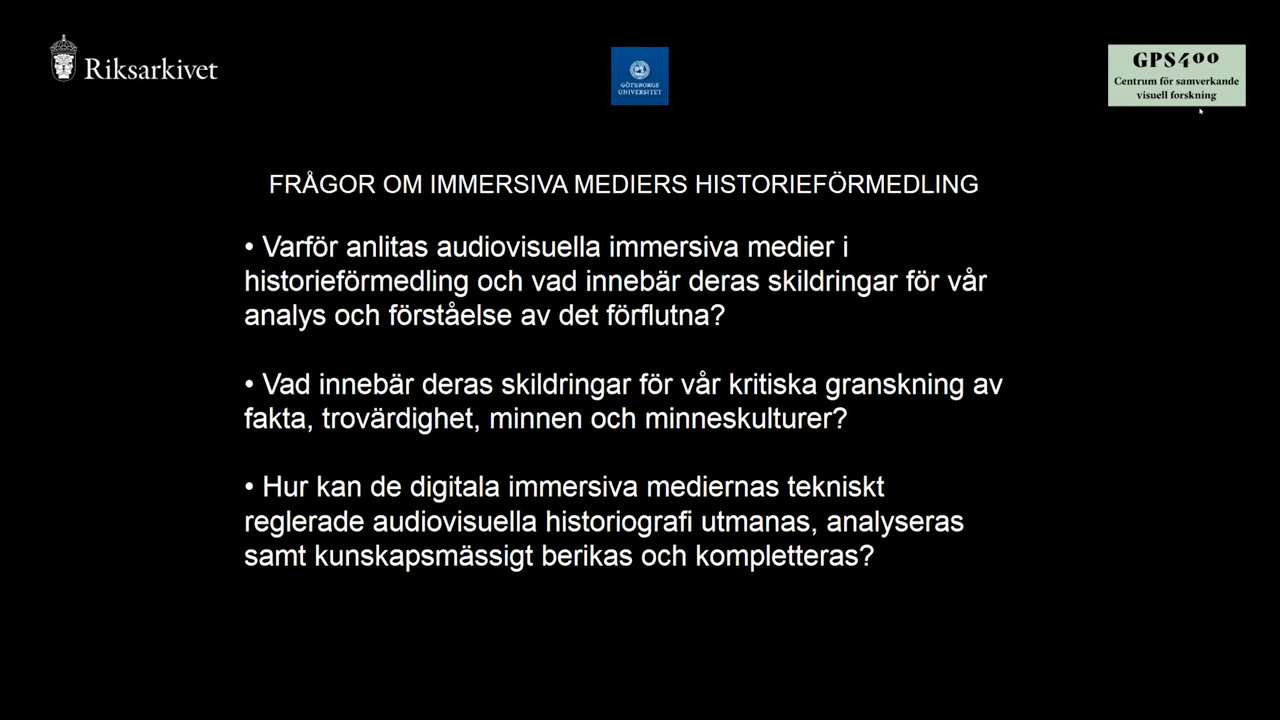 Riksarkivet
GÖTEBORGS
UNIVERSITET
GPS400
Centrum för samverkande
visuell forskning
FRÅGOR OM IMMERSIVA MEDIERS HISTORIEFÖRMEDLING
• Varför anlitas audiovisuella immersiva medier i
historieförmedling och vad innebär deras skildringar för vår
analys och förståelse av det förflutna?
• Vad innebär deras skildringar för vår kritiska granskning av
fakta, trovärdighet, minnen och minneskulturer?
• Hur kan de digitala immersiva mediernas tekniskt
reglerade audiovisuella historiografi utmanas, analyseras
samt kunskapsmässigt berikas och kompletteras?